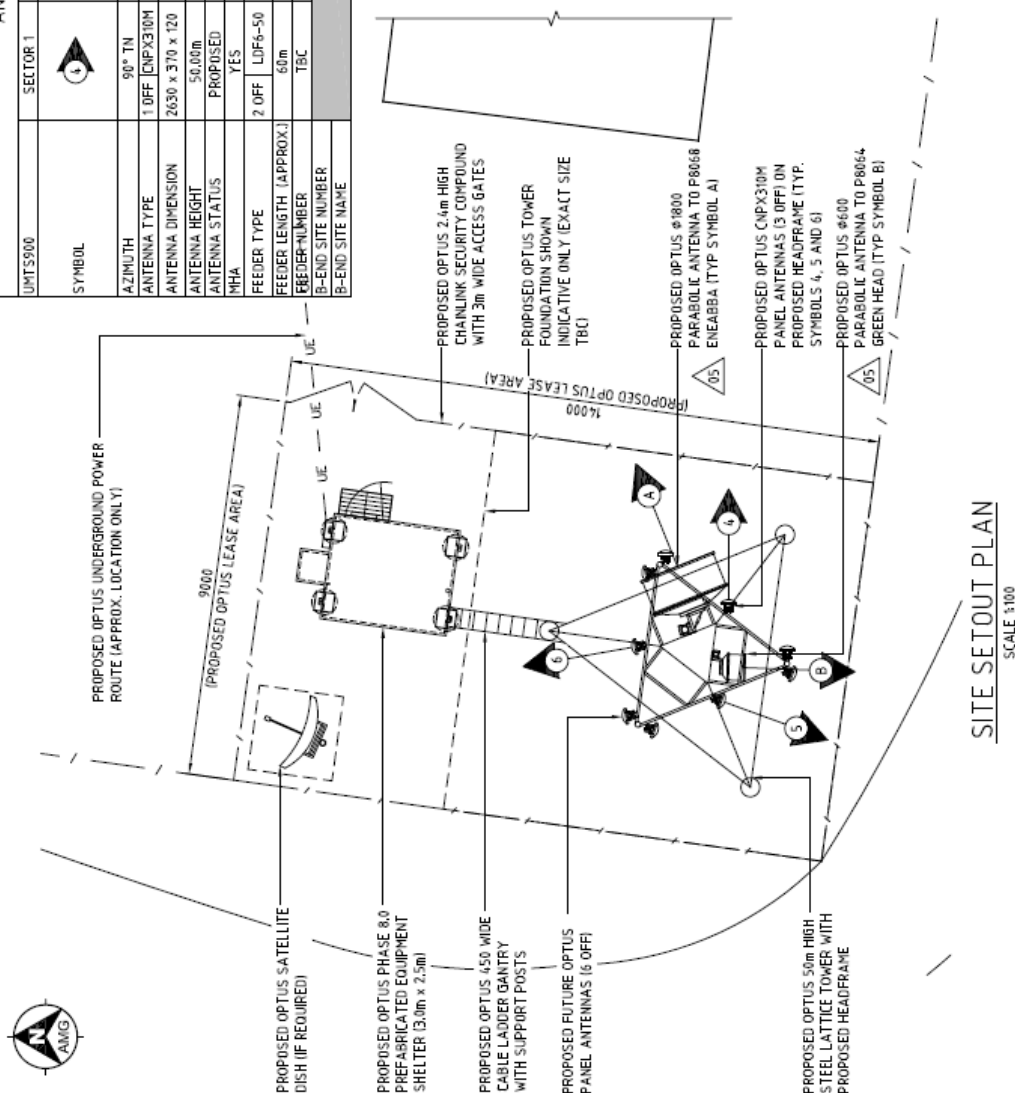 AN
UMTS900 SECTOR 1
SYMBOL 4
AZIMUTH 90° TN
ANTENNA TYPE 1 OFF CNPX310M
ANTENNA DIMENSION 2630 x 370 x 120
ANTENNA HEIGHT 50.00m
ANTENNA STATUS PROPOSED
MHA YES
FEEDER TYPE 2 OFF LDF6-50
FEEDER LENGTH (APPROX.) 60m
FEEDER NUMBER TBC
B-END SITE NUMBER
B-END SITE NAME
N
AMG
PROPOSED OPTUS UNDERGROUND POWER
ROUTE (APPROX. LOCATION ONLY)
UE
UE
UE
UE
9000
(PROPOSED OPTUS LEASE AREA)
14000
(PROPOSED OPTUS LEASE AREA)
PROPOSED OPTUS 2.4m HIGH
CHAINLINK SECURITY COMPOUND
WITH 3m WIDE ACCESS GATES
PROPOSED OPTUS TOWER
FOUNDATION SHOWN
INDICATIVE ONLY (EXACT SIZE
TBC)
PROPOSED OPTUS ø1800
PARABOLIC ANTENNA TO P8068
ENEABBA (TYP SYMBOL A)
05
PROPOSED OPTUS CNPX310M
PANEL ANTENNAS (3 OFF) ON
PROPOSED HEADFRAME (TYP.
SYMBOLS 4, 5 AND 6)
PROPOSED OPTUS ø600
PARABOLIC ANTENNA TO P8064
GREEN HEAD (TYP SYMBOL B)
05
A
4
6
B
5
PROPOSED OPTUS SATELLITE
DISH (IF REQUIRED)
PROPOSED OPTUS PHASE 8.0
PREFABRICATED EQUIPMENT
SHELTER (3.0m x 2.5m)
PROPOSED OPTUS 450 WIDE
CABLE LADDER GANTRY
WITH SUPPORT POSTS
PROPOSED FUTURE OPTUS
PANEL ANTENNAS (6 OFF)
PROPOSED OPTUS 50m HIGH
STEEL LATTICE TOWER WITH
PROPOSED HEADFRAME
SITE SETOUT PLAN
SCALE 1:100